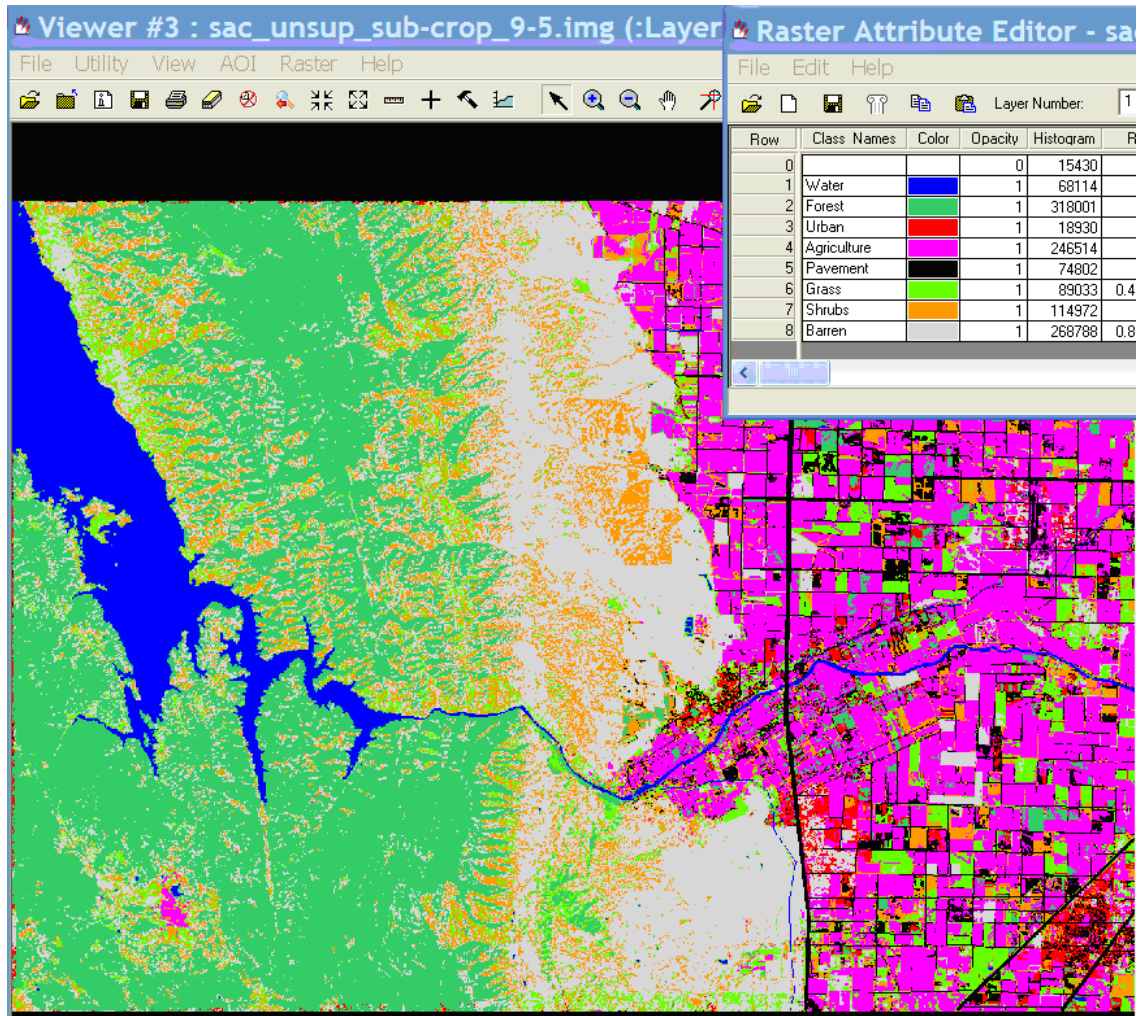 Viewer #3 : sac_unsup_sub-crop_9-5.img (:Layer
File Utility View AOI Raster Help
Raster Attribute Editor - sac
File Edit Help
Layer Number: 1
Row Class Names Color Opacity Histogram R
0 0 15430
1 Water 1 68114
2 Forest 1 318001
3 Urban 1 18930
4 Agriculture 1 246514
5 Pavement 1 74802
6 Grass 1 89033 0.4
7 Shrubs 1 114972
8 Barren 1 268788 0.8